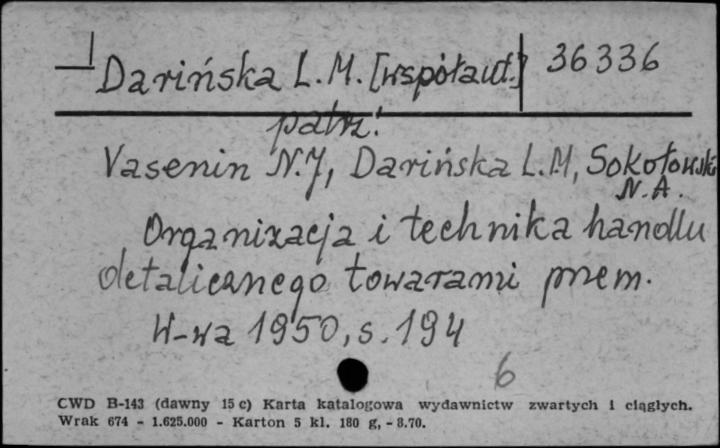 Darińska L. M. [współaut.] 36336
patrz:
Vasenin N. J, Darińska L. M, Sokołowski
N. A.
Organizacja i technika handlu
detalicznego towarami przem.
W-wa 1950, s. 194
6
CWD B-143 (dawny 15 c) Karta katalogowa wydawnictw zwartych i ciągłych.
Wrak 674 - 1.625.000 - Karton 5 kl. 180 g, - 8.70.